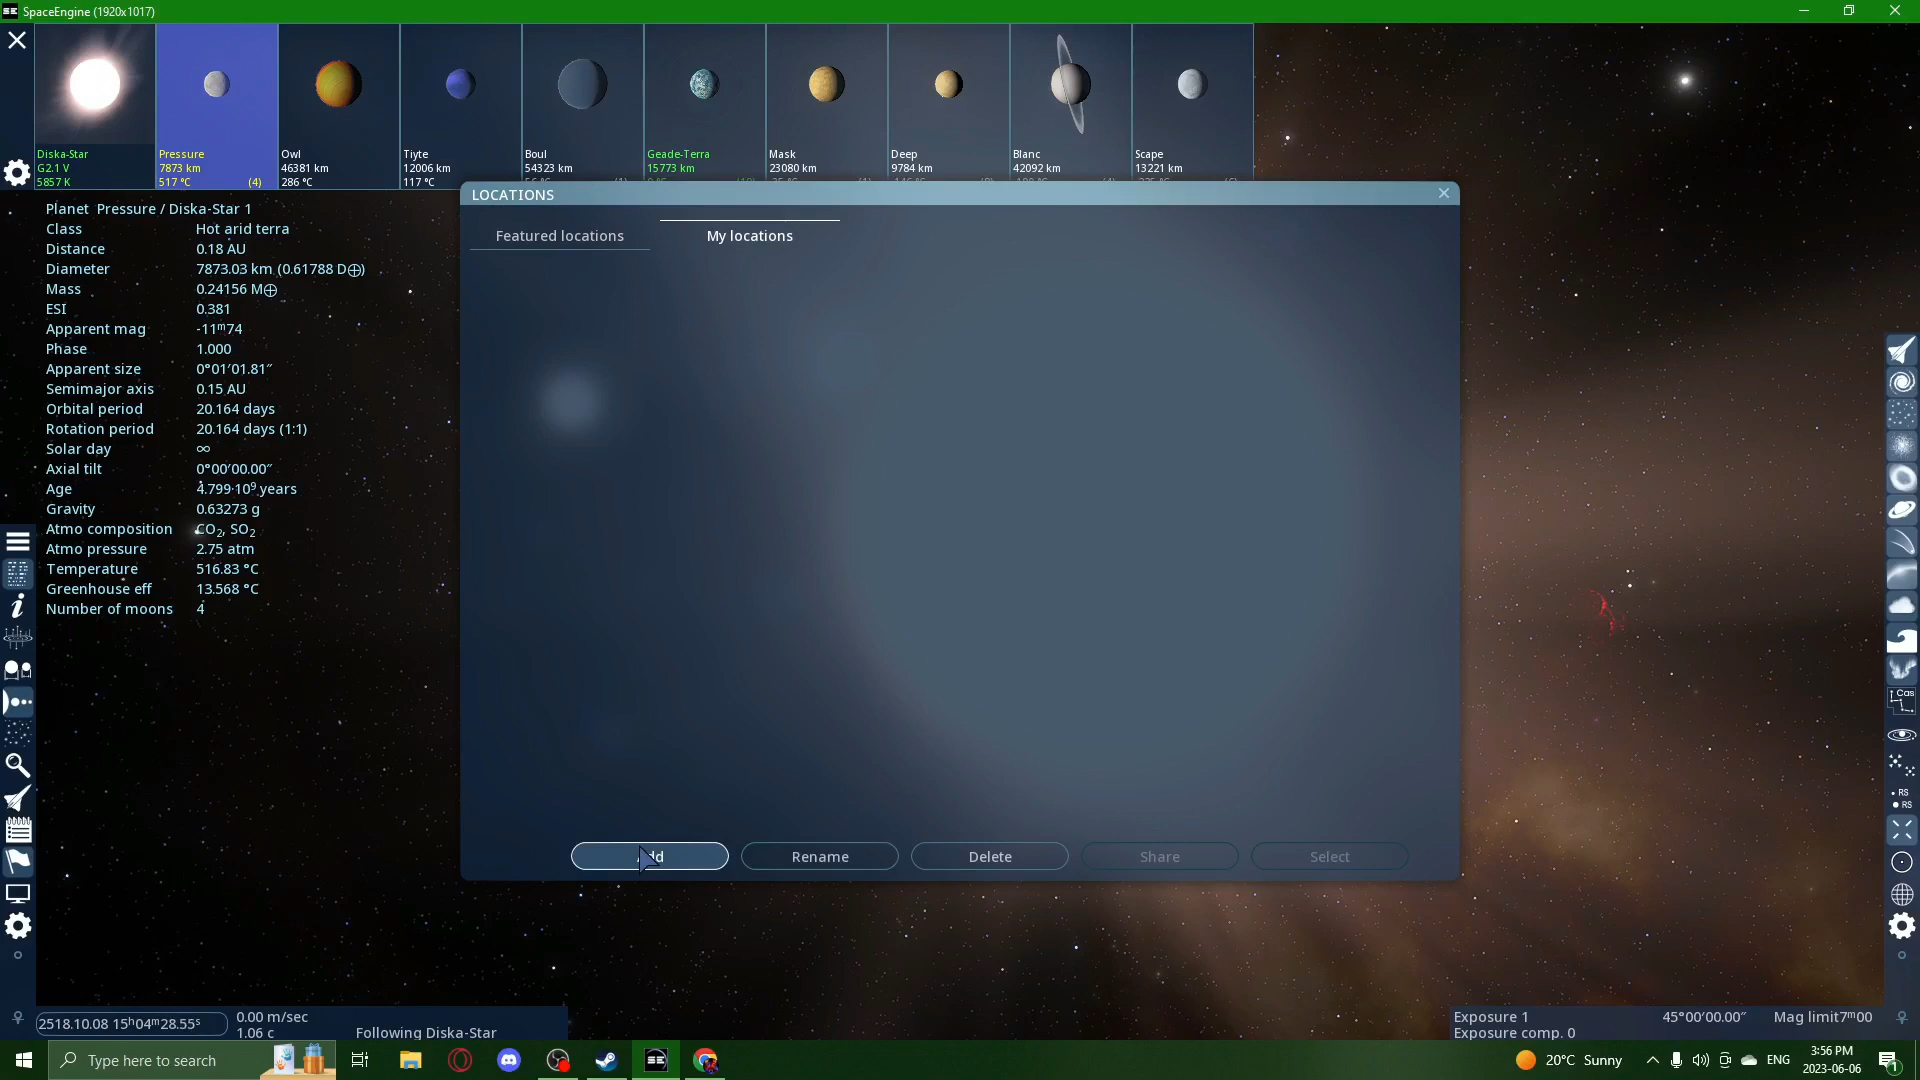 SpaceEngine (1920x1017)
Diska-Star
G2.1 V
5857 K
Pressure
7873 km
517 °C (4)
Owl
46381 km
286 °C
Tiyte
12006 km
117 °C
Boul
54323 km
Geade-Terra
15773 km
Mask
23080 km
Deep
9784 km
Blanc
42092 km
Scape
13221 km
Planet Pressure / Diska-Star 1
Class Hot arid terra
Distance 0.18 AU
Diameter 7873.03 km (0.61788 D⊕)
Mass 0.24156 M⊕
ESI 0.381
Apparent mag -11ᵐ74
Phase 1.000
Apparent size 0°01′01.81″
Semimajor axis 0.15 AU
Orbital period 20.164 days
Rotation period 20.164 days (1:1)
Solar day ∞
Axial tilt 0°00′00.00″
Age 4.799·10⁹ years
Gravity 0.63273 g
Atmo composition CO₂, SO₂
Atmo pressure 2.75 atm
Temperature 516.83 °C
Greenhouse eff 13.568 °C
Number of moons 4
LOCATIONS
Featured locations My locations
Add Rename Delete Share Select
Cas
RS
RS
2518.10.08 15ʰ04ᵐ28.55ˢ
0.00 m/sec
1.06 c Following Diska-Star
Exposure 1 45°00′00.00″ Mag limit7ᵐ00
Exposure comp. 0
Type here to search
20°C Sunny
ENG
3:56 PM
2023-06-06
1